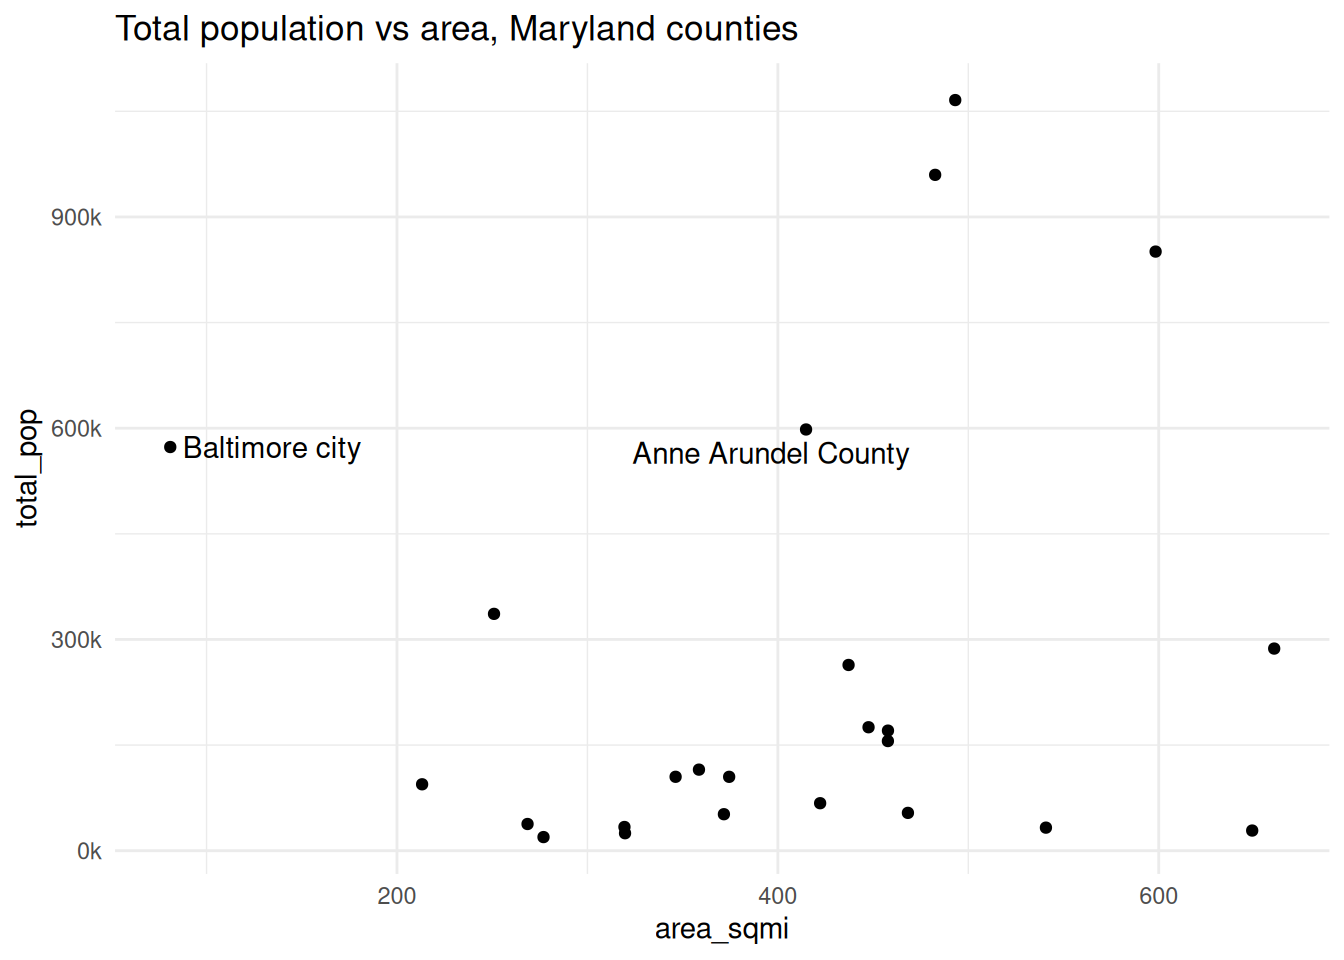 Total population vs area, Maryland counties
total_pop
900k
600k
300k
0k
Baltimore city
Anne Arundel County
200
400
600
area_sqmi